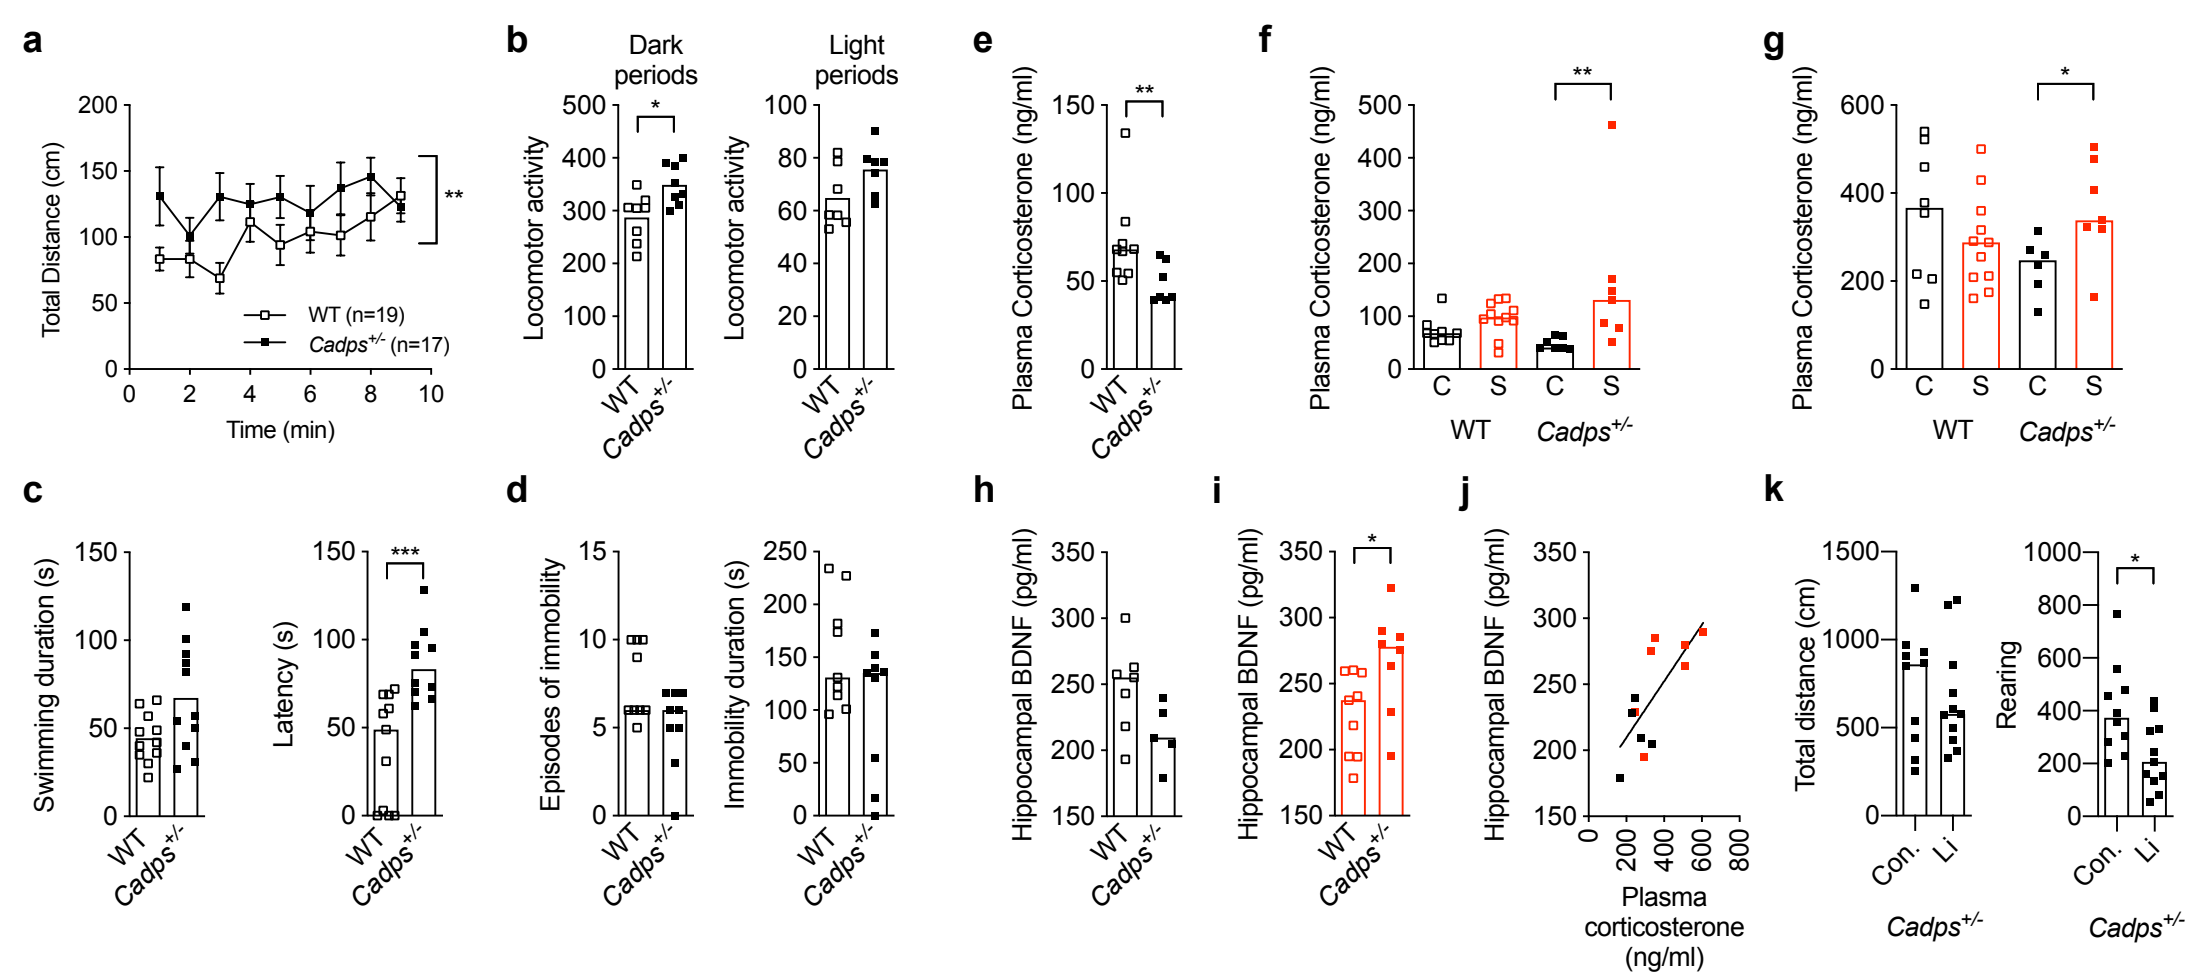 a
Total Distance (cm)
200
150
100
50
0
0 2 4 6 8 10
Time (min)
WT (n=19)
Cadps+/- (n=17)
**
b
Dark
periods
Locomotor activity
500
400
300
200
100
0
*
WT
Cadps+/-
Light
periods
Locomotor activity
100
80
60
40
20
0
WT
Cadps+/-
e
Plasma Corticosterone (ng/ml)
150
100
50
0
**
WT
Cadps+/-
f
Plasma Corticosterone (ng/ml)
500
400
300
200
100
0
**
C S C S
WT Cadps+/-
g
Plasma Corticosterone (ng/ml)
600
400
200
0
*
C S C S
WT Cadps+/-
c
Swimming duration (s)
150
100
50
0
WT
Cadps+/-
Latency (s)
150
100
50
0
***
WT
Cadps+/-
d
Episodes of immobility
15
10
5
0
WT
Cadps+/-
Immobility duration (s)
250
200
150
100
50
0
WT
Cadps+/-
h
Hippocampal BDNF (pg/ml)
350
300
250
200
150
WT
Cadps+/-
i
Hippocampal BDNF (pg/ml)
350
300
250
200
150
*
WT
Cadps+/-
j
Hippocampal BDNF (pg/ml)
350
300
250
200
150
0 200 400 600 800
Plasma
corticosterone
(ng/ml)
k
Total distance (cm)
1500
1000
500
0
Con. Li
Cadps+/-
Rearing
1000
800
600
400
200
0
*
Con. Li
Cadps+/-